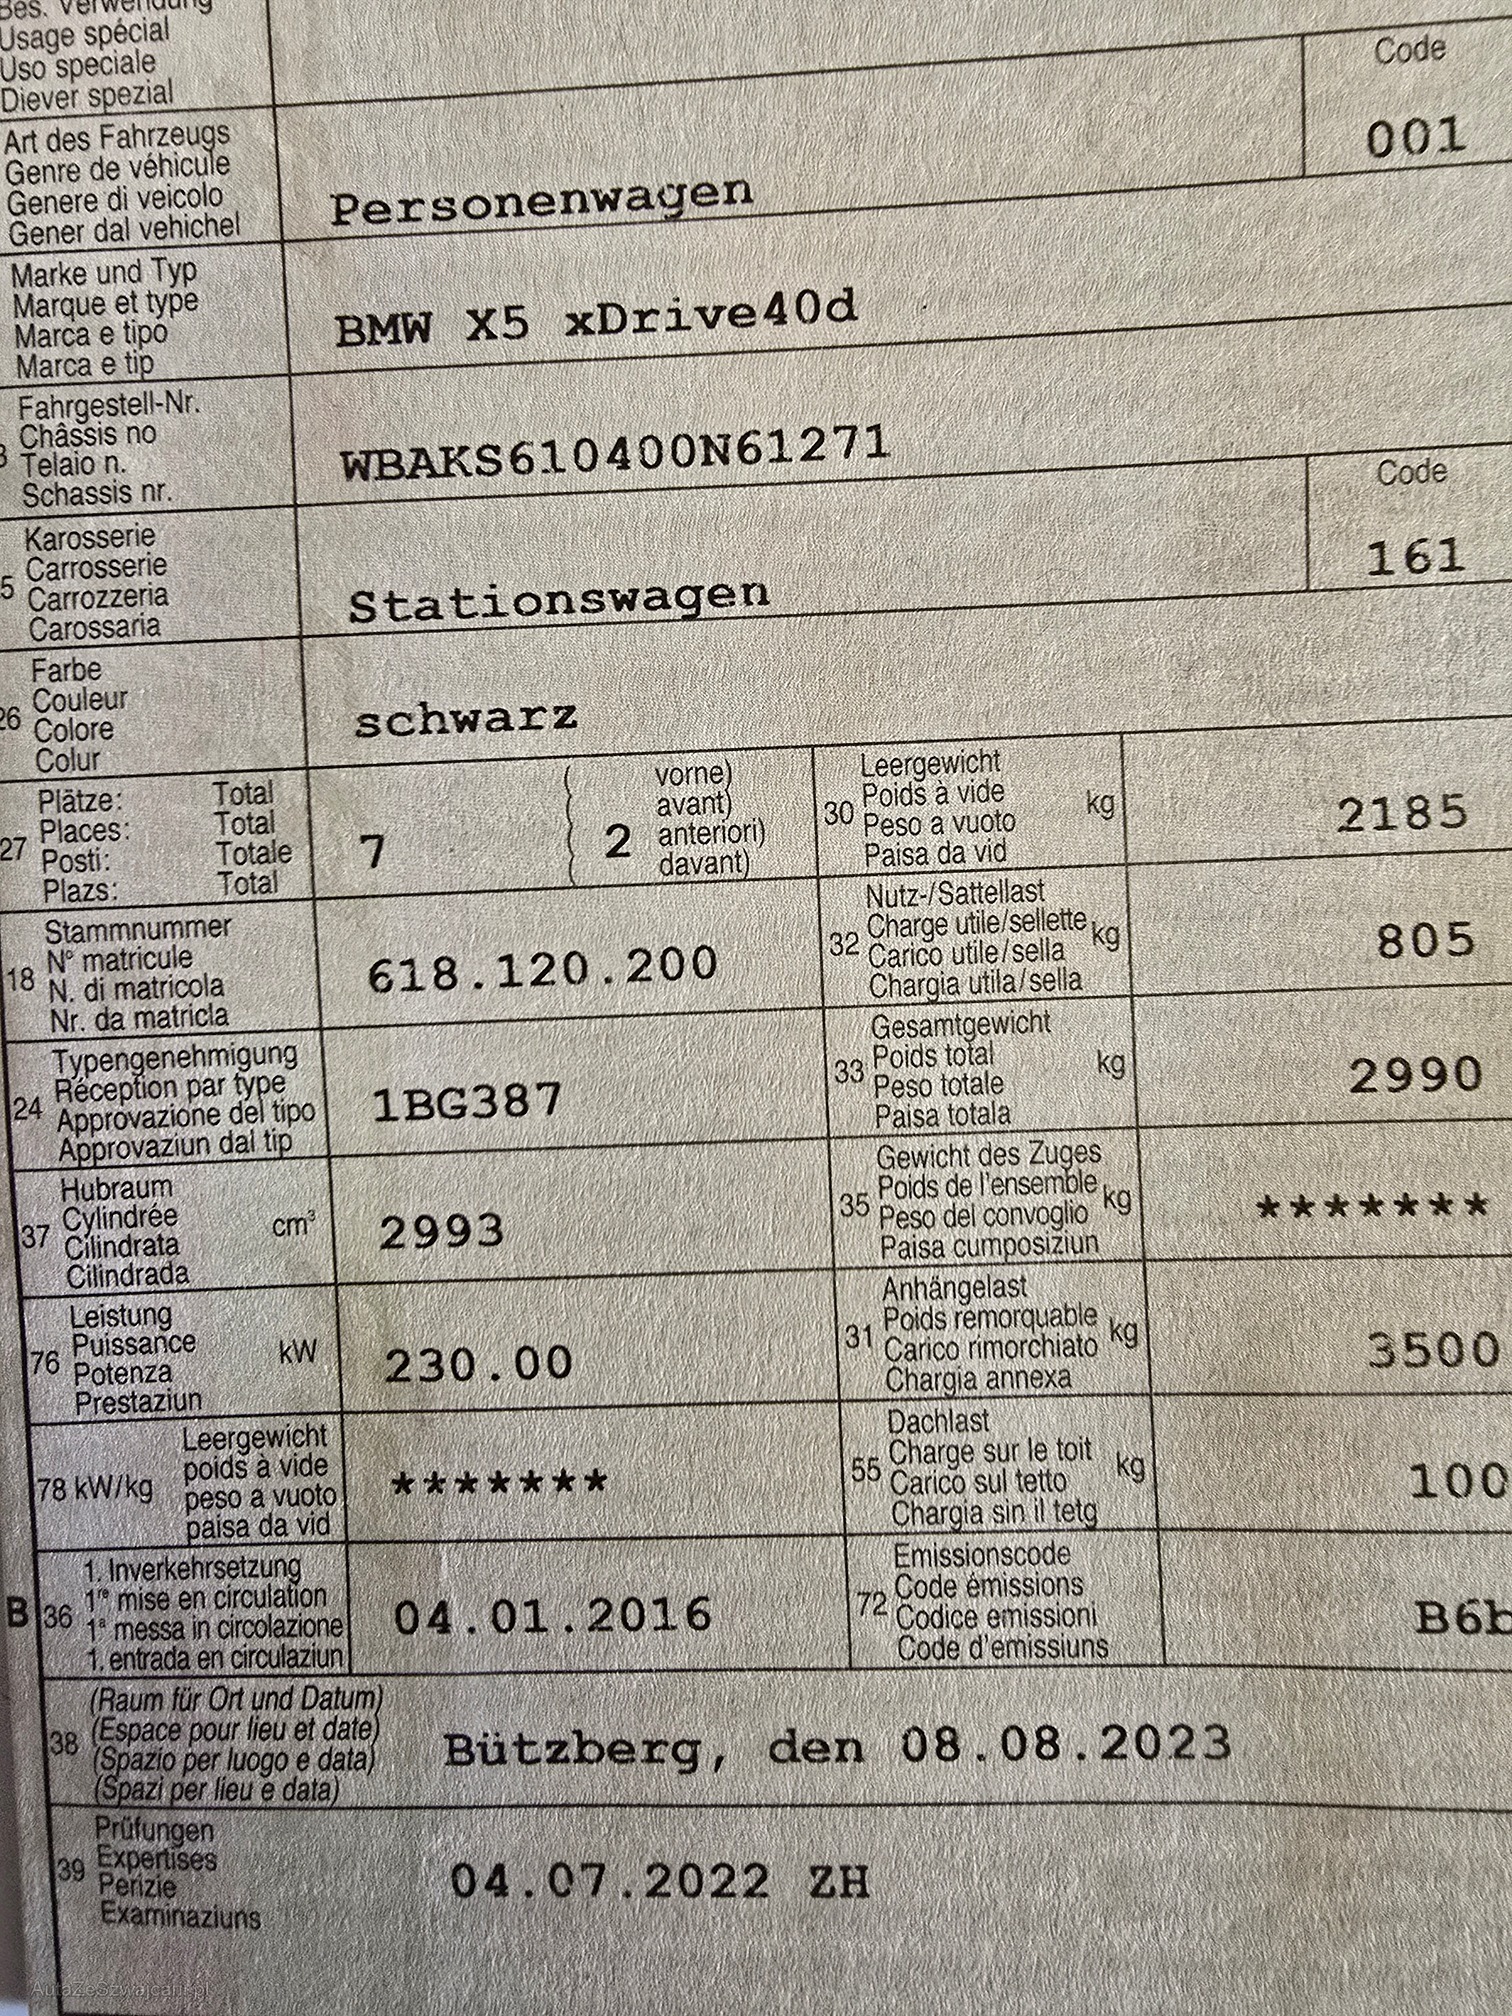 Bes. Verwendung
Usage spécial
Uso speciale
Diever spezial
Code
Art des Fahrzeugs
Genre de véhicule
Genere di veicolo
Gener dal vehichel
Personenwagen
001
Marke und Typ
Marque et type
Marca e tipo
Marca e tip
BMW X5 xDrive40d
Fahrgestell-Nr.
Châssis no
Telaio n.
Schassis nr.
3
WBAKS610400N61271
Karosserie
Carrosserie
Carrozzeria
Carossaria
5
Stationswagen
Code
161
Farbe
Couleur
Colore
Colur
26
schwarz
27
Plätze: Total
Places: Total
Posti: Totale
Plazs: Total
7
2
vorne)
avant)
anteriori)
davant)
30
Leergewicht
Poids à vide
Peso a vuoto
Paisa da vid
kg
2185
18
Stammnummer
N° matricule
N. di matricola
Nr. da matricla
618.120.200
32
Nutz-/Sattellast
Charge utile/sellette
Carico utile/sella
Chargia utila/sella
kg
805
24
Typengenehmigung
Réception par type
Approvazione del tipo
Approvaziun dal tip
1BG387
33
Gesamtgewicht
Poids total
Peso totale
Paisa totala
kg
2990
37
Hubraum
Cylindrée
Cilindrata
Cilindrada
cm³
2993
35
Gewicht des Zuges
Poids de l'ensemble
Peso del convoglio
Paisa cumposiziun
kg
*******
76
Leistung
Puissance
Potenza
Prestaziun
kW
230.00
31
Anhängelast
Poids remorquable
Carico rimorchiato
Chargia annexa
kg
3500
78 kW/kg
Leergewicht
poids à vide
peso a vuoto
paisa da vid
*******
55
Dachlast
Charge sur le toit
Carico sul tetto
Chargia sin il tetg
kg
100
B
36
1. Inverkehrsetzung
1re mise en circulation
1a messa in circolazione
1. entrada en circulaziun
04.01.2016
72
Emissionscode
Code émissions
Codice emissioni
Code d'emissiuns
B6b
38
(Raum für Ort und Datum)
(Espace pour lieu et date)
(Spazio per luogo e data)
(Spazi per lieu e data)
Bützberg, den 08.08.2023
39
Prüfungen
Expertises
Perizie
Examinaziuns
04.07.2022 ZH
AutaZeSzwajcarii.pl